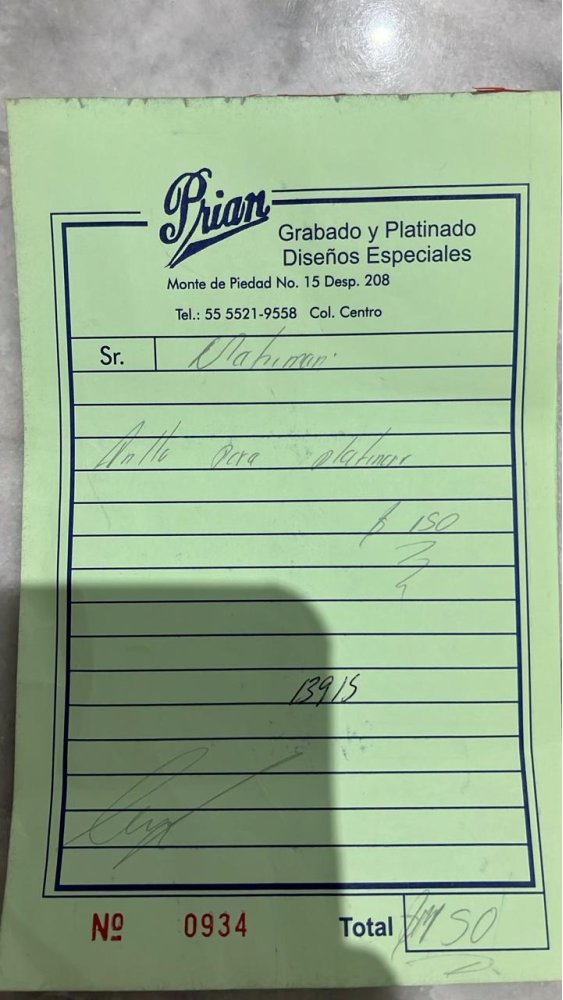 Prian
Grabado y Platinado
Diseños Especiales
Monte de Piedad No. 15 Desp. 208
Tel.: 55 5521-9558 Col. Centro
Sr.
Anillo para platinar
$ 150
13915
Nº 0934 Total 150